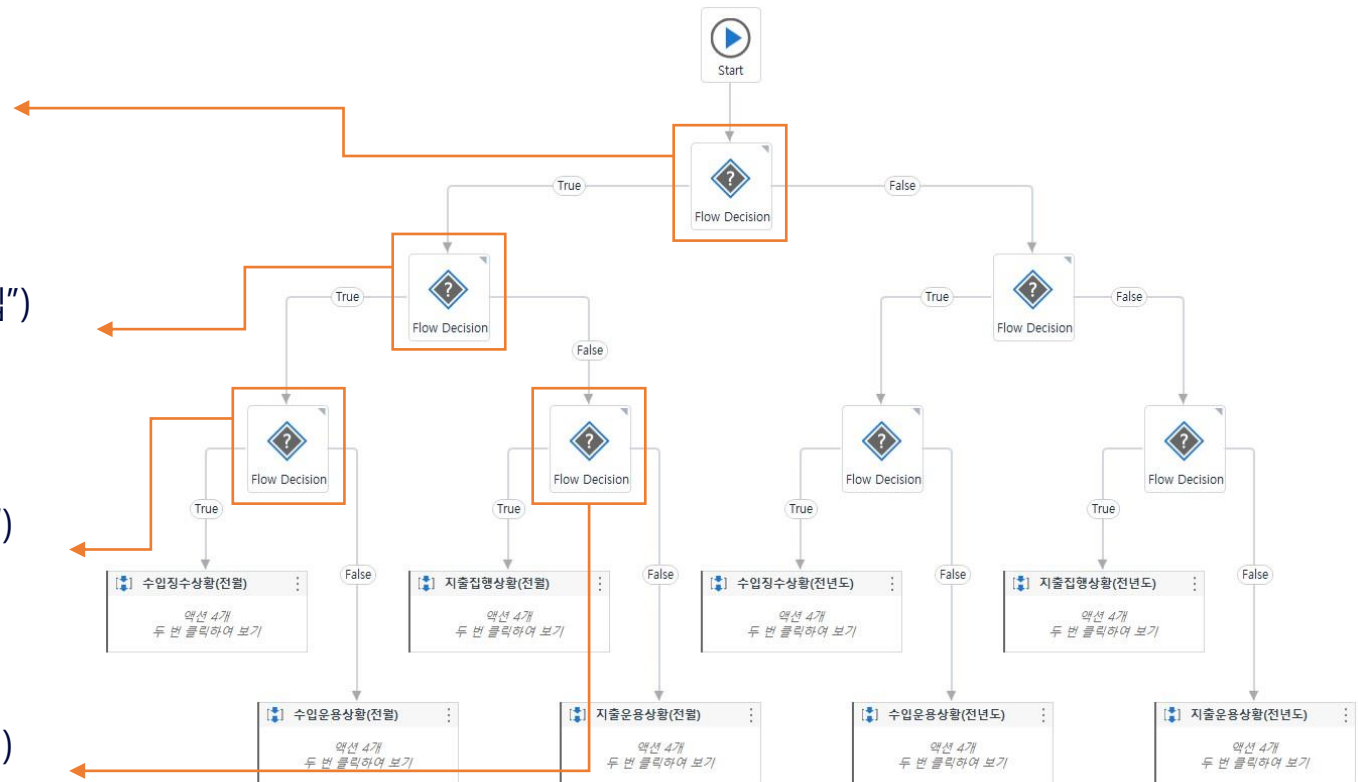 Start
Flow Decision
True
False
Flow Decision
Flow Decision
True
False
True
False
”)
Flow Decision
Flow Decision
Flow Decision
Flow Decision
True
True
True
True
)
False
False
False
False
수입징수상황(전월)
지출집행상황(전월)
수입징수상황(전년도)
지출집행상황(전년도)
액션 4개
두 번 클릭하여 보기
액션 4개
두 번 클릭하여 보기
액션 4개
두 번 클릭하여 보기
액션 4개
두 번 클릭하여 보기
수입운용상황(전월)
지출운용상황(전월)
수입운용상황(전년도)
지출운용상황(전년도)
)
액션 4개
두 번 클릭하여 보기
액션 4개
두 번 클릭하여 보기
액션 4개
두 번 클릭하여 보기
액션 4개
두 번 클릭하여 보기